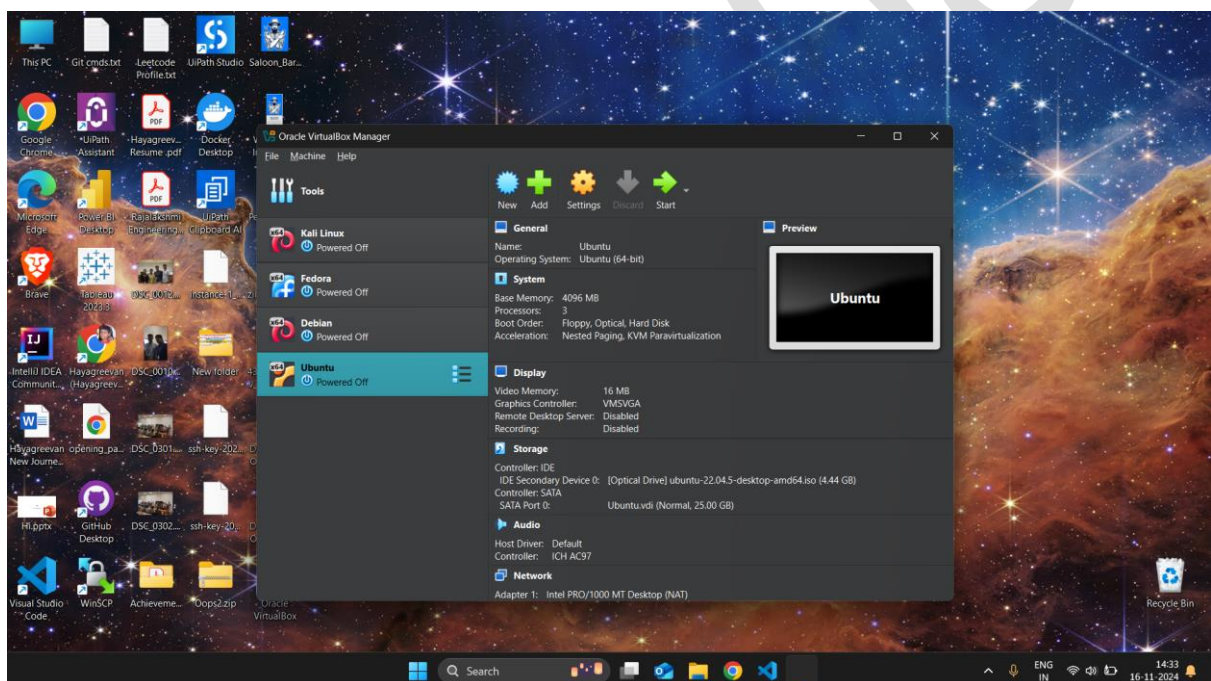 This PC
Git cmds.txt
Leetcode
Profile.txt
UiPath Studio
Saloon_Bar...
Google
Chrome
UiPath
Assistant
Hayagreev...
Resume .pdf
Docker
Desktop
Microsoft
Edge
Power BI
Desktop
Rajalakshmi
Engineering...
UiPath
Clipboard AI
Brave
Tableau
2023.3
DSC_0012...
Instance-1_...
IntelliJ IDEA
Communit...
Hayagreevan
(Hayagreev...
DSC_0010...
New folder
Hayagreevan
New Journe...
opening_pa...
DSC_0301....
ssh-key-202...
Hi.pptx
GitHub
Desktop
DSC_0302....
ssh-key-20...
Visual Studio
Code
WinSCP
Achieveme...
Oops2.zip
Oracle
VirtualBox
Oracle VirtualBox Manager
File Machine Help
Tools
New Add Settings Discard Start
x64 Kali Linux
Powered Off
x64 Fedora
Powered Off
x64 Debian
Powered Off
x64 Ubuntu
Powered Off
General
Name: Ubuntu
Operating System: Ubuntu (64-bit)
System
Base Memory: 4096 MB
Processors: 3
Boot Order: Floppy, Optical, Hard Disk
Acceleration: Nested Paging, KVM Paravirtualization
Preview
Ubuntu
Display
Video Memory: 16 MB
Graphics Controller: VMSVGA
Remote Desktop Server: Disabled
Recording: Disabled
Storage
Controller: IDE
IDE Secondary Device 0: [Optical Drive] ubuntu-22.04.5-desktop-amd64.iso (4.44 GB)
Controller: SATA
SATA Port 0: Ubuntu.vdi (Normal, 25.00 GB)
Audio
Host Driver: Default
Controller: ICH AC97
Network
Adapter 1: Intel PRO/1000 MT Desktop (NAT)
Recycle Bin
Search
ENG
IN
14:33
16-11-2024